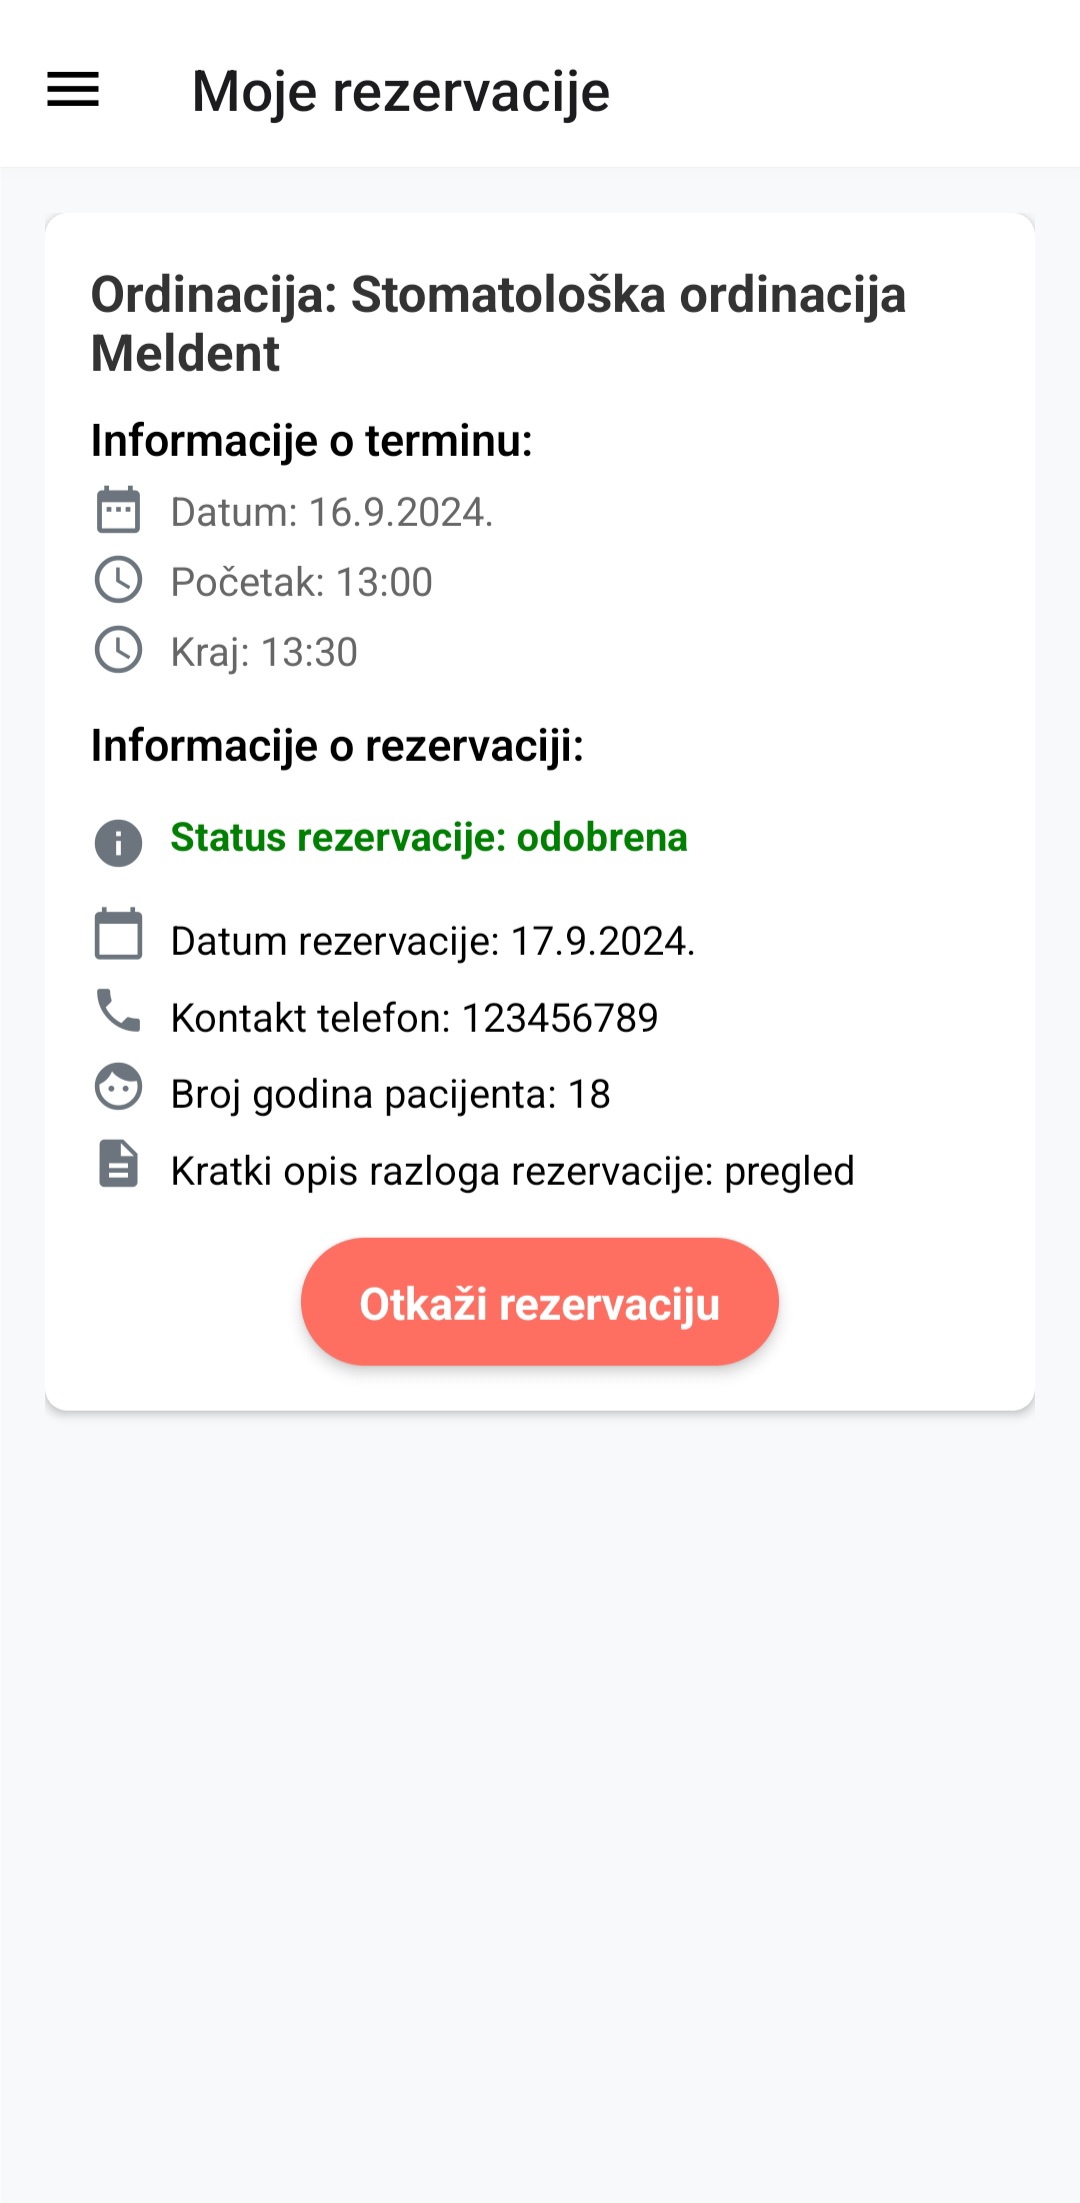 Moje rezervacije
Ordinacija: Stomatološka ordinacija
Meldent
Informacije o terminu:
Datum: 16.9.2024.
Početak: 13:00
Kraj: 13:30
Informacije o rezervaciji:
Status rezervacije: odobrena
Datum rezervacije: 17.9.2024.
Kontakt telefon: 123456789
Broj godina pacijenta: 18
Kratki opis razloga rezervacije: pregled
Otkaži rezervaciju